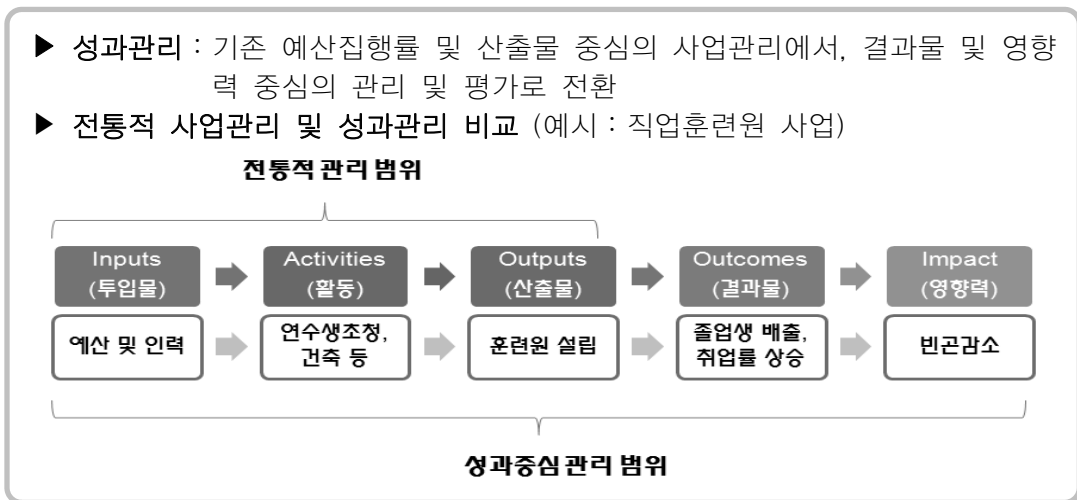 ▶ 성과관리 : 기존 예산집행률 및 산출물 중심의 사업관리에서, 결과물 및 영향
력 중심의 관리 및 평가로 전환
▶ 전통적 사업관리 및 성과관리 비교 (예시 : 직업훈련원 사업)
전통적 관리 범위
Inputs
(투입물)
Activities
(활동)
Outputs
(산출물)
Outcomes
(결과물)
Impact
(영향력)
예산 및 인력
연수생초청,
건축 등
훈련원 설립
졸업생 배출,
취업률 상승
빈곤감소
성과중심 관리 범위